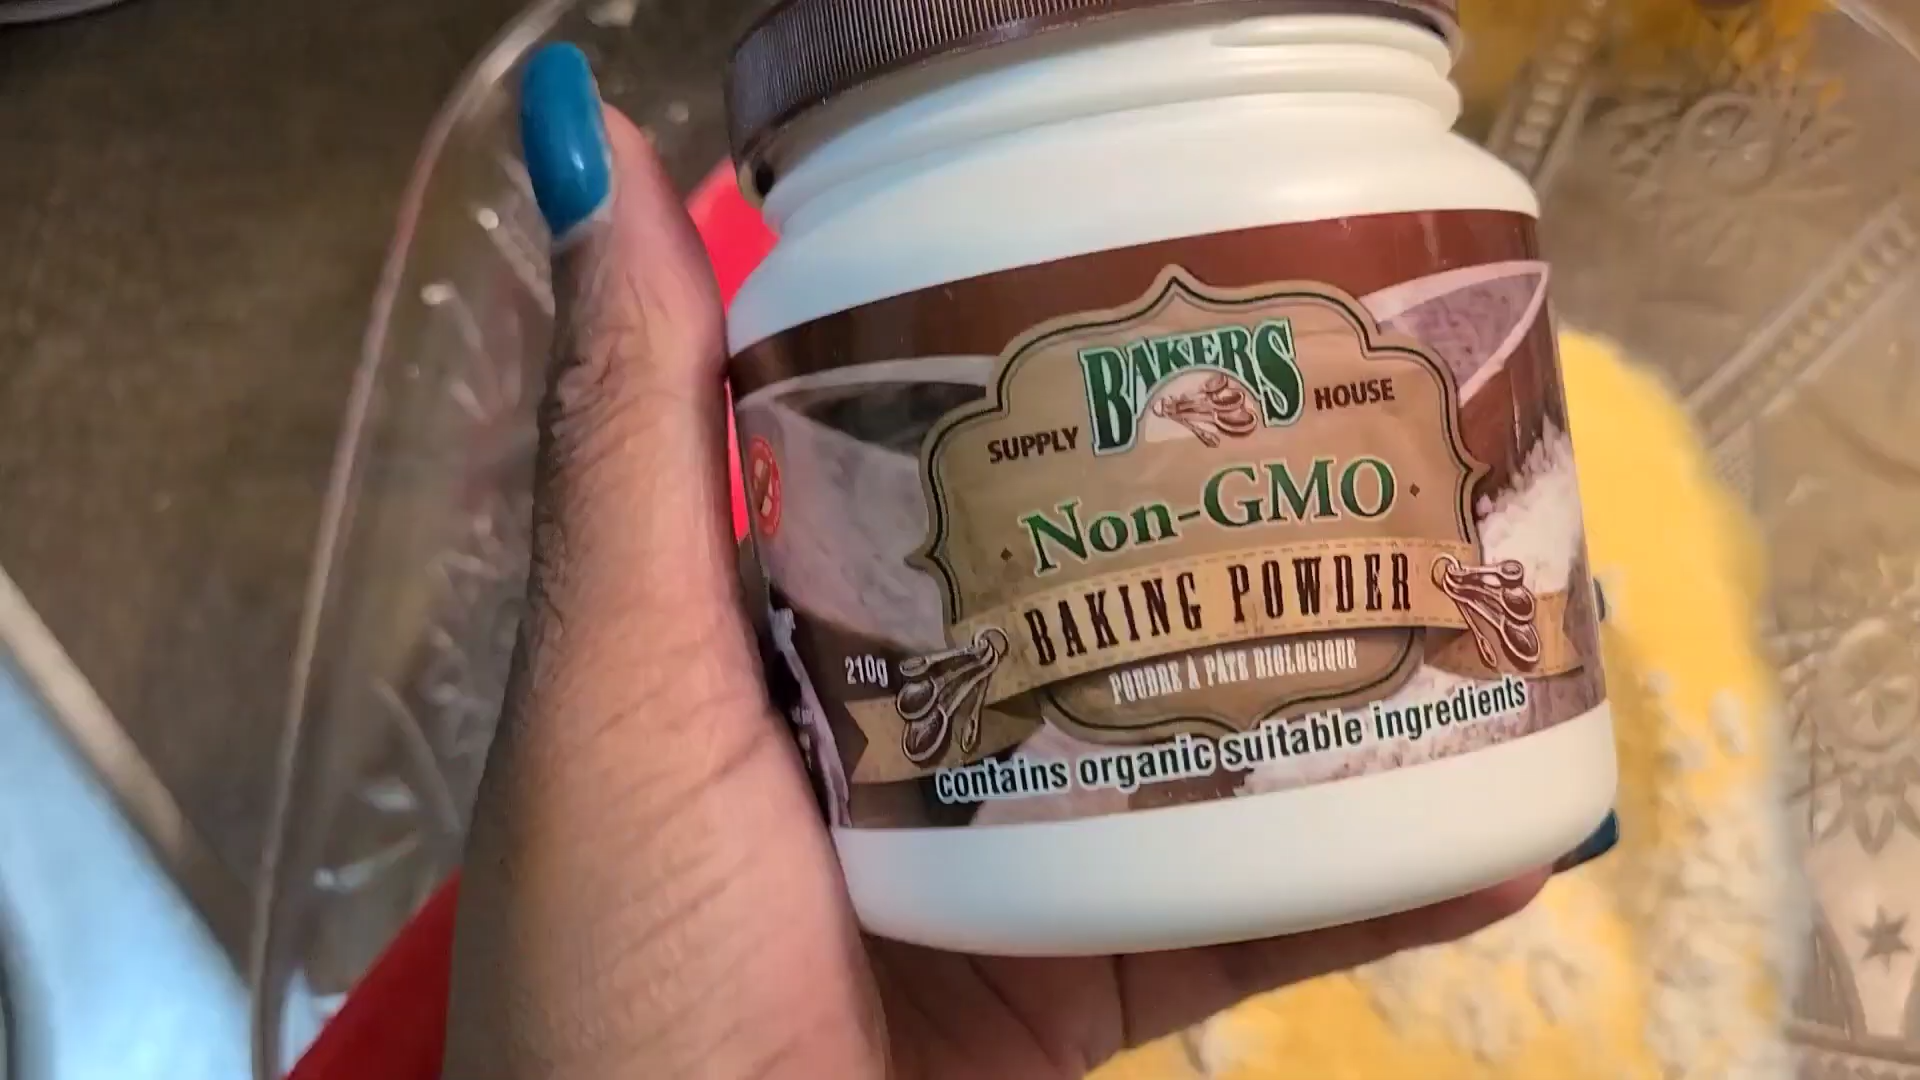 BAKERS
SUPPLY HOUSE
Non-GMO
BAKING POWDER
210g
POUDRE À PÂTE BIOLOGIQUE
contains organic suitable ingredients